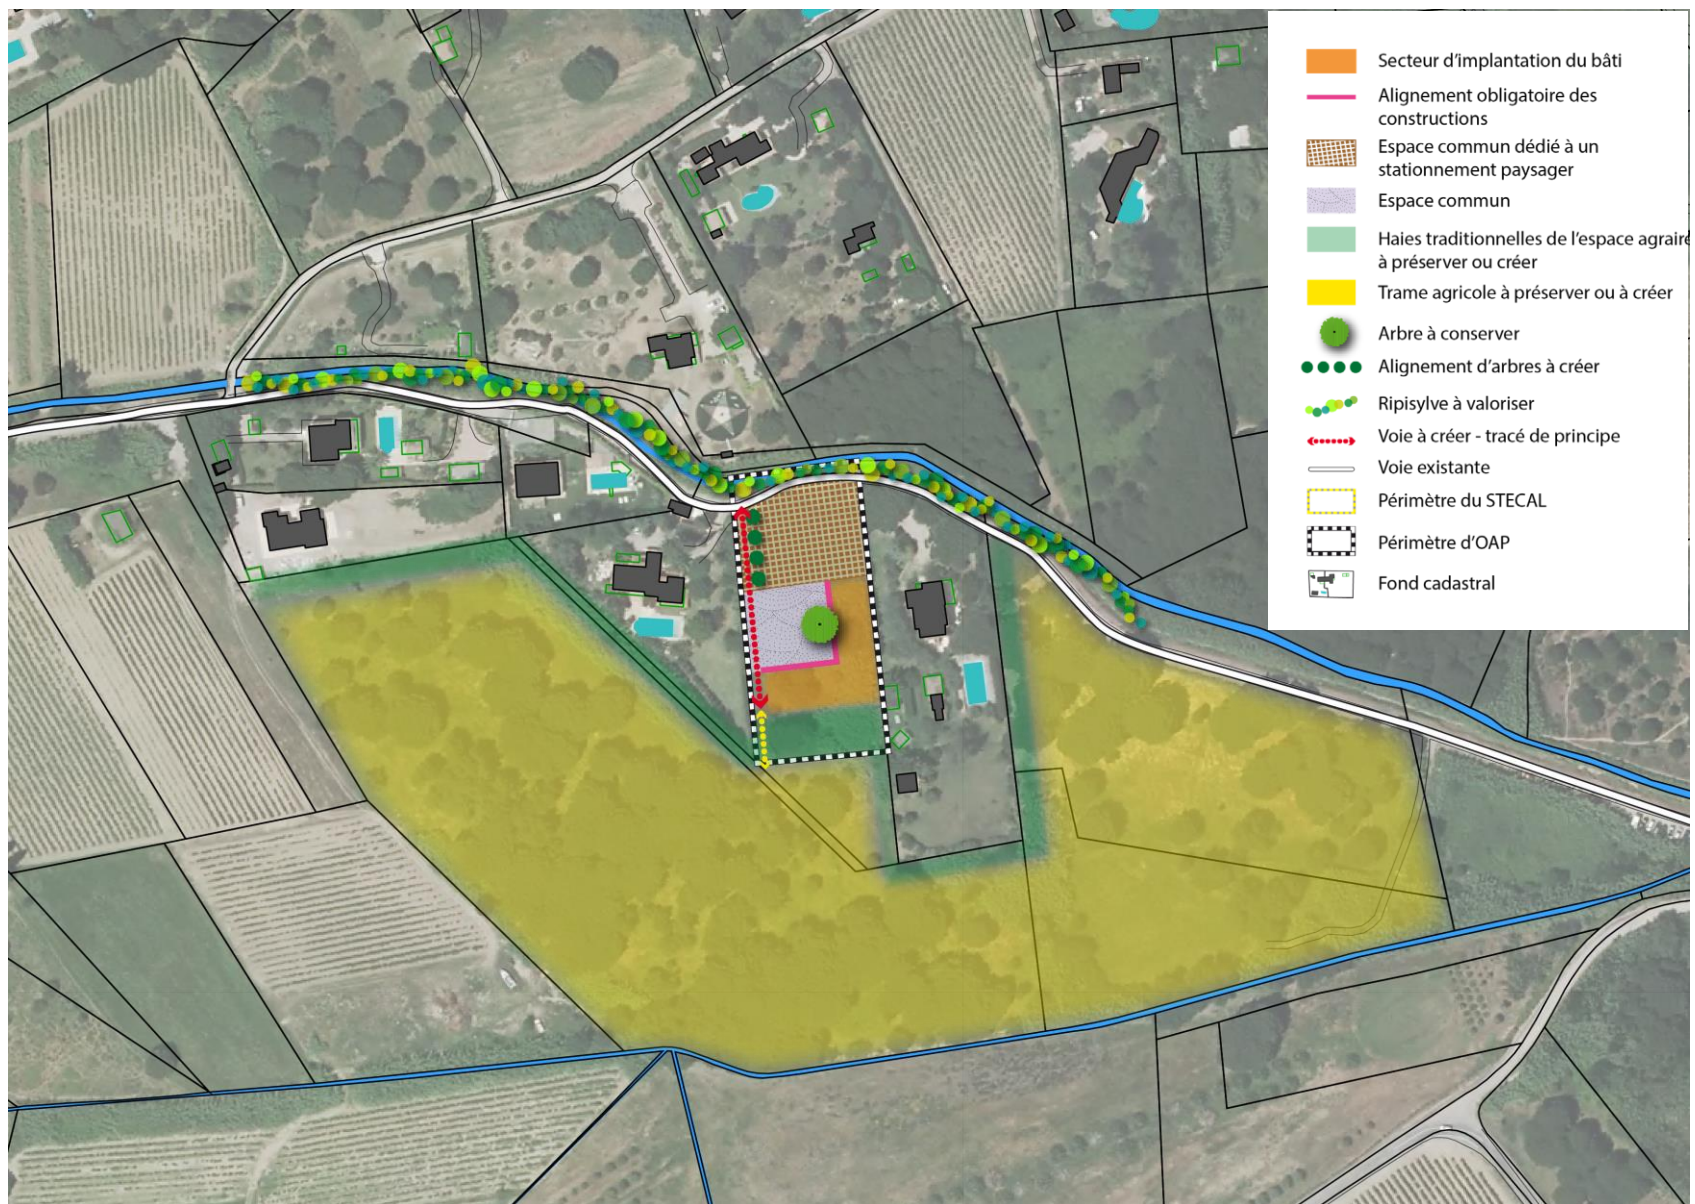 Secteur d'implantation du bâti
Alignement obligatoire des
constructions
Espace commun dédié à un
stationnement paysager
Espace commun
Haies traditionnelles de l'espace agraire
à préserver ou créer
Trame agricole à préserver ou à créer
Arbre à conserver
Alignement d'arbres à créer
Ripisylve à valoriser
Voie à créer - tracé de principe
Voie existante
Périmètre du STECAL
Périmètre d'OAP
Fond cadastral